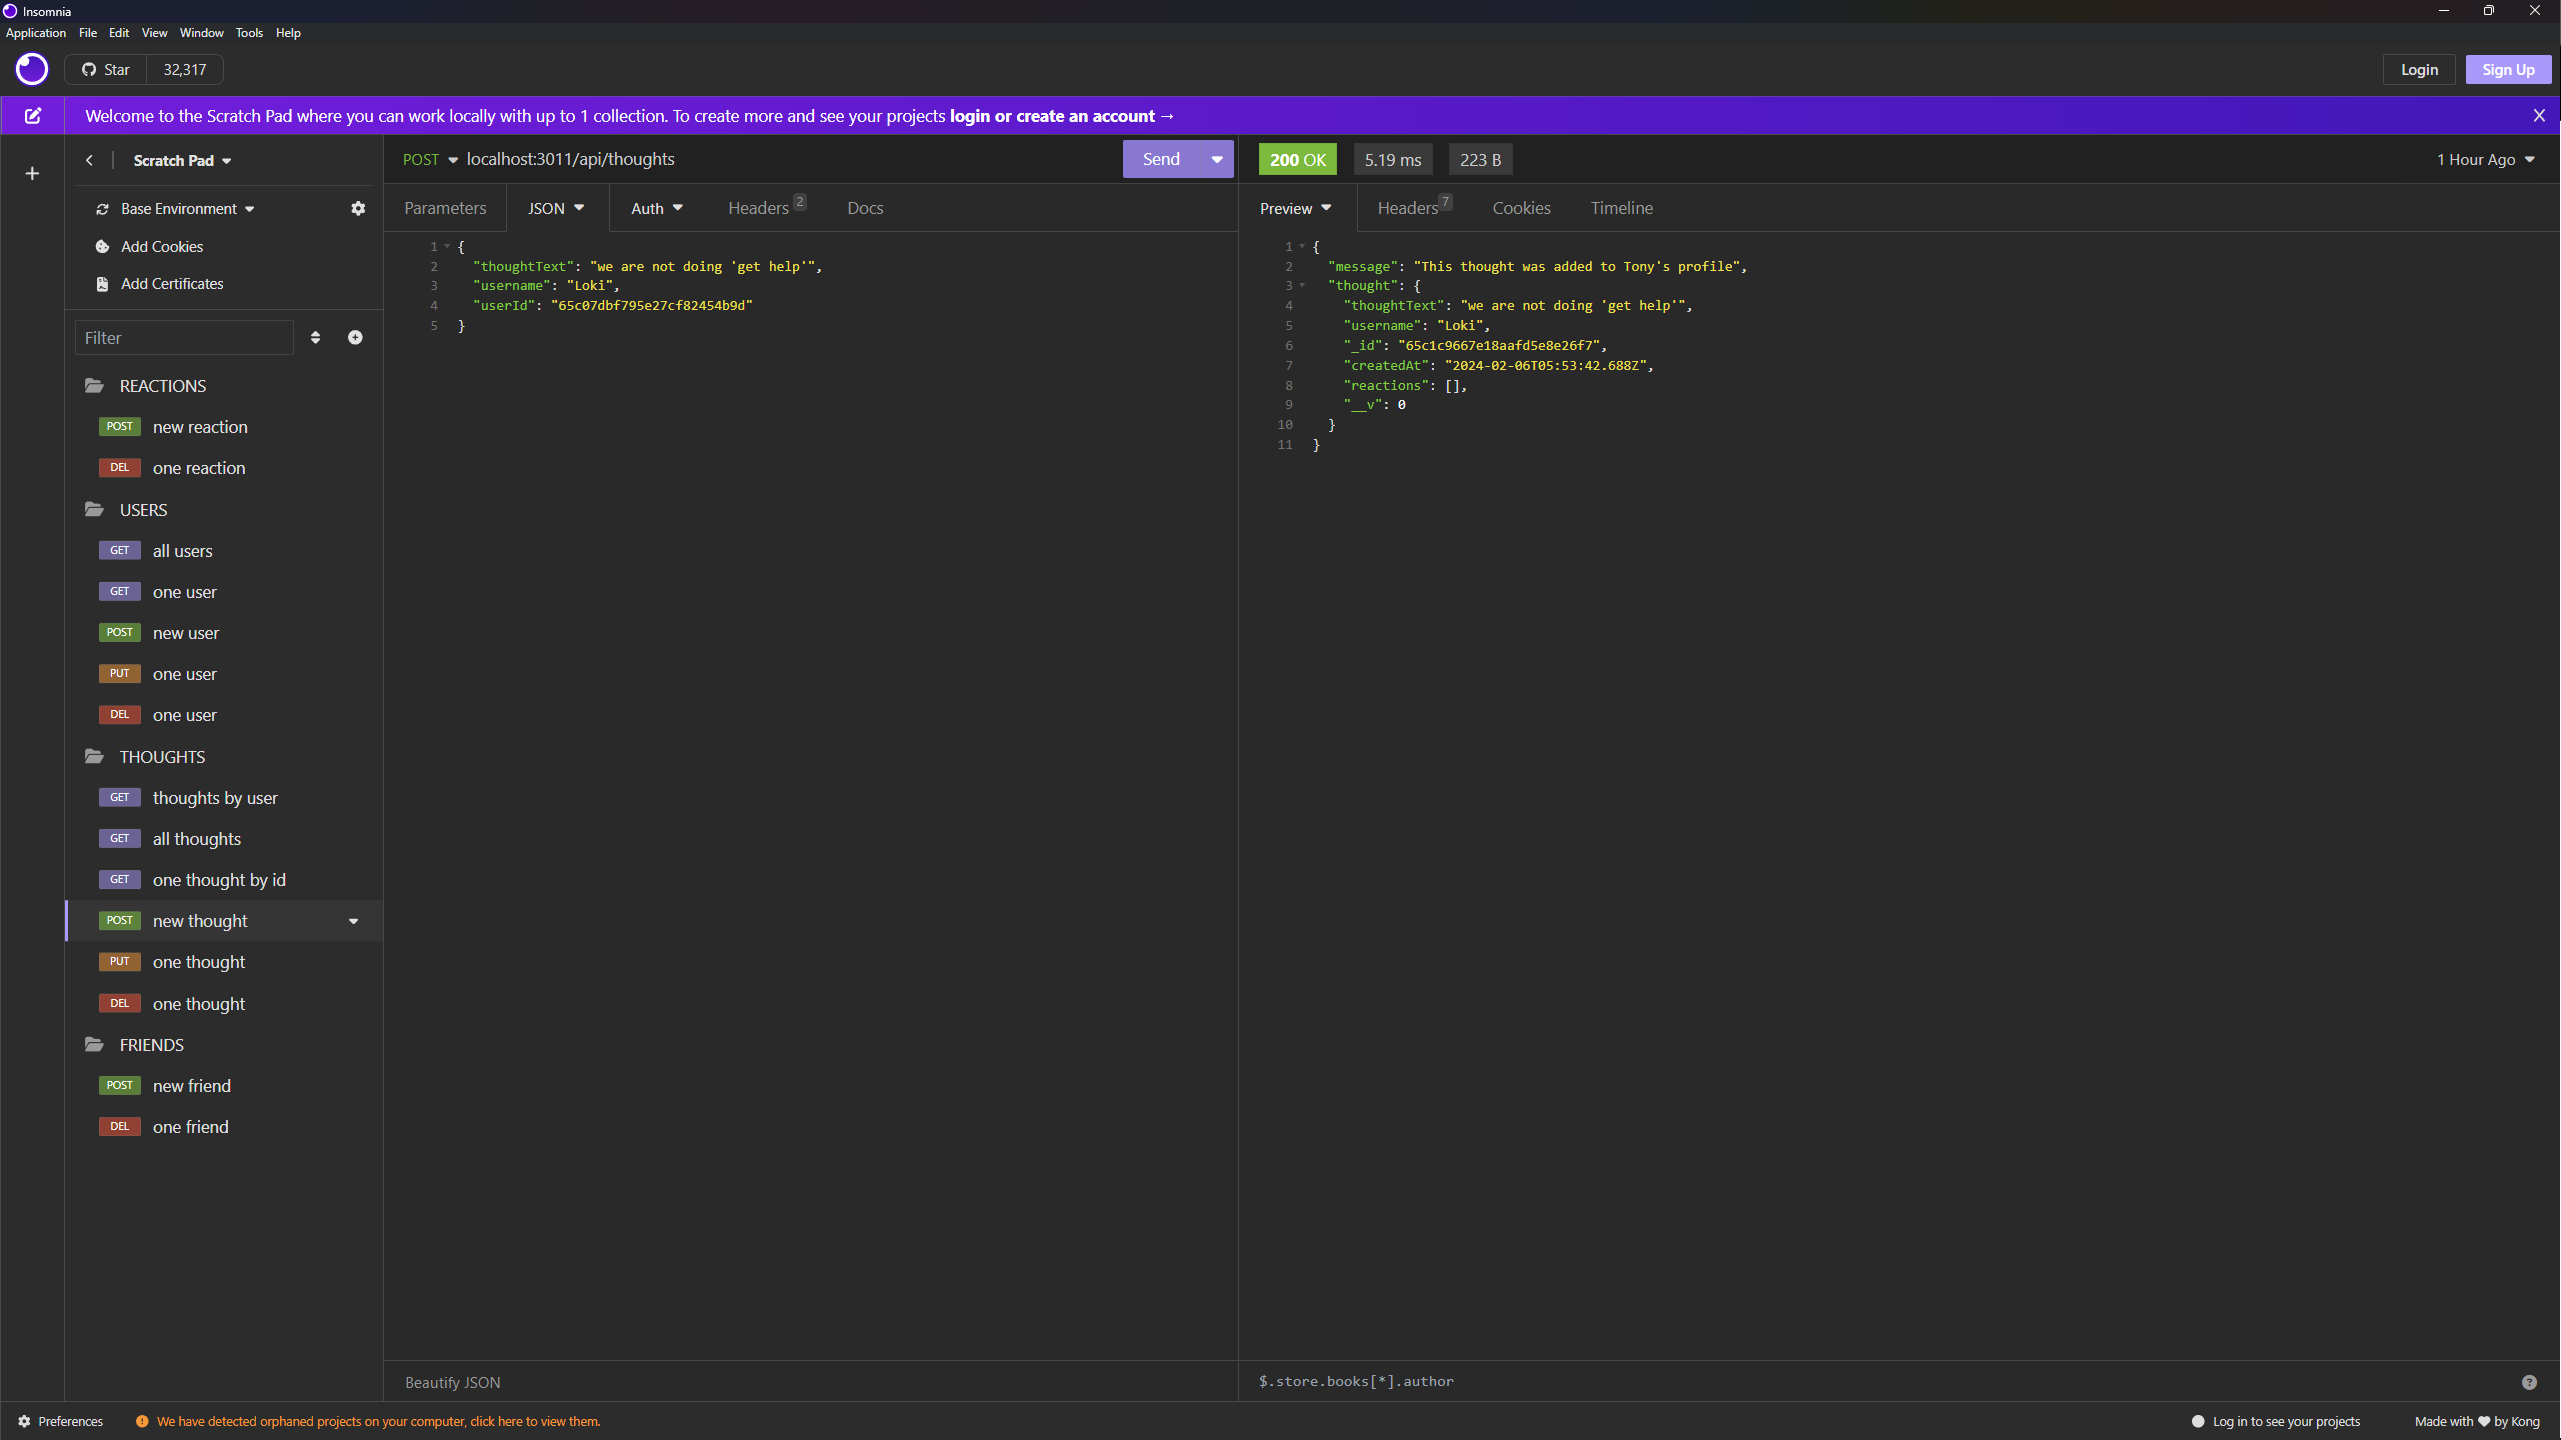 Insomnia
Application File Edit View Window Tools Help
Star 32,317
Login Sign Up
Welcome to the Scratch Pad where you can work locally with up to 1 collection. To create more and see your projects login or create an account →
Scratch Pad
Base Environment
Add Cookies
Add Certificates
Filter
REACTIONS
POST new reaction
DEL one reaction
USERS
GET all users
GET one user
POST new user
PUT one user
DEL one user
THOUGHTS
GET thoughts by user
GET all thoughts
GET one thought by id
POST new thought
PUT one thought
DEL one thought
FRIENDS
POST new friend
DEL one friend
POST localhost:3011/api/thoughts
Send
Parameters JSON Auth Headers 2 Docs
1 {
2 "thoughtText": "we are not doing 'get help'",
3 "username": "Loki",
4 "userId": "65c07dbf795e27cf82454b9d"
5 }
Beautify JSON
200 OK 5.19 ms 223 B
1 Hour Ago
Preview Headers 7 Cookies Timeline
1 {
2 "message": "This thought was added to Tony's profile",
3 "thought": {
4 "thoughtText": "we are not doing 'get help'",
5 "username": "Loki",
6 "_id": "65c1c9667e18aafd5e8e26f7",
7 "createdAt": "2024-02-06T05:53:42.688Z",
8 "reactions": [],
9 "__v": 0
10 }
11 }
$.store.books[*].author
Preferences
We have detected orphaned projects on your computer, click here to view them.
Log in to see your projects
Made with ♥ by Kong